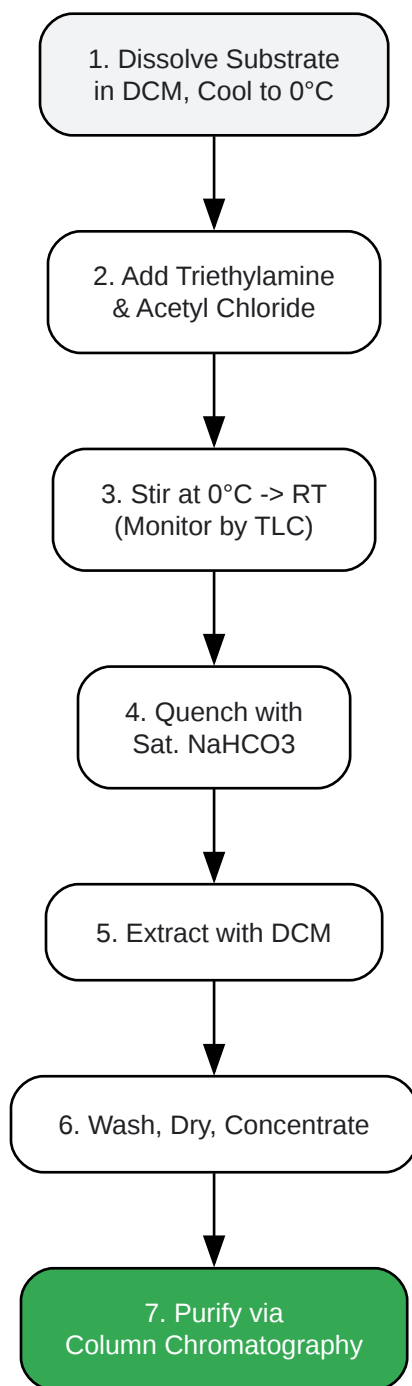 1. Dissolve Substrate
in DCM, Cool to 0°C
2. Add Triethylamine
& Acetyl Chloride
3. Stir at 0°C -> RT
(Monitor by TLC)
4. Quench with
Sat. NaHCO3
5. Extract with DCM
6. Wash, Dry, Concentrate
7. Purify via
Column Chromatography